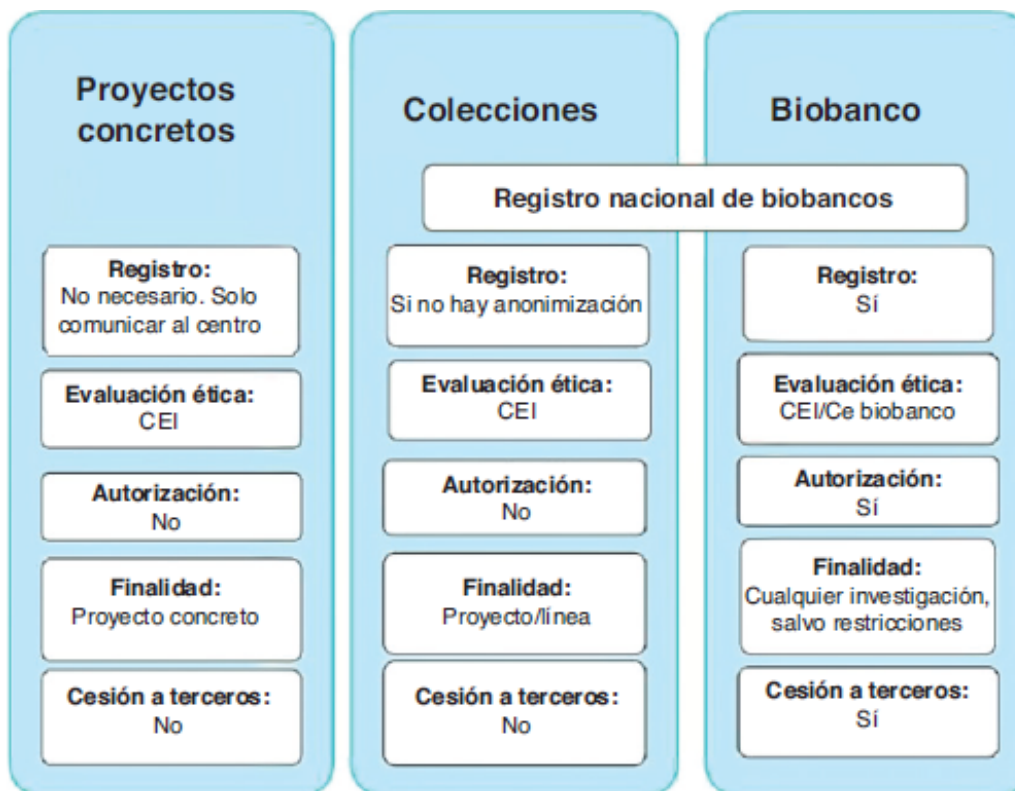 Proyectos
concretos
Registro:
No necesario. Solo
comunicar al centro
Evaluación ética:
CEI
Autorización:
No
Finalidad:
Proyecto concreto
Cesión a terceros:
No
Colecciones
Registro nacional de biobancos
Registro:
Si no hay anonimización
Evaluación ética:
CEI
Autorización:
No
Finalidad:
Proyecto/línea
Cesión a terceros:
No
Biobanco
Registro:
Sí
Evaluación ética:
CEI/Ce biobanco
Autorización:
Sí
Finalidad:
Cualquier investigación,
salvo restricciones
Cesión a terceros:
Sí